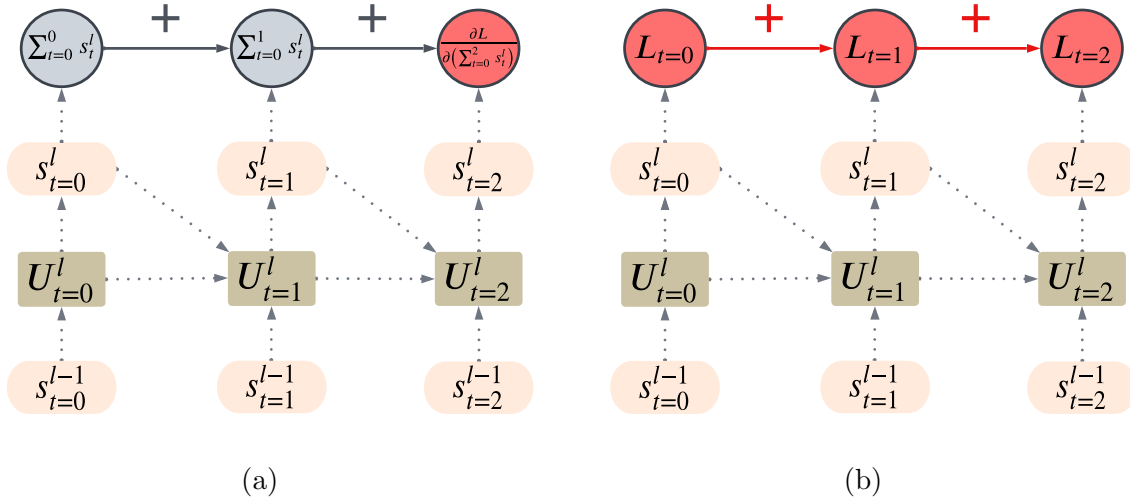 + + + +
∑_{t=0}^{0} s_t^l ∑_{t=0}^{1} s_t^l ∂L/∂(∑_{t=0}^{2} s_t^l) L_{t=0} L_{t=1} L_{t=2}
s_{t=0}^l s_{t=1}^l s_{t=2}^l s_{t=0}^l s_{t=1}^l s_{t=2}^l
U_{t=0}^l U_{t=1}^l U_{t=2}^l U_{t=0}^l U_{t=1}^l U_{t=2}^l
s_{t=0}^{l−1} s_{t=1}^{l−1} s_{t=2}^{l−1} s_{t=0}^{l−1} s_{t=1}^{l−1} s_{t=2}^{l−1}
(a) (b)